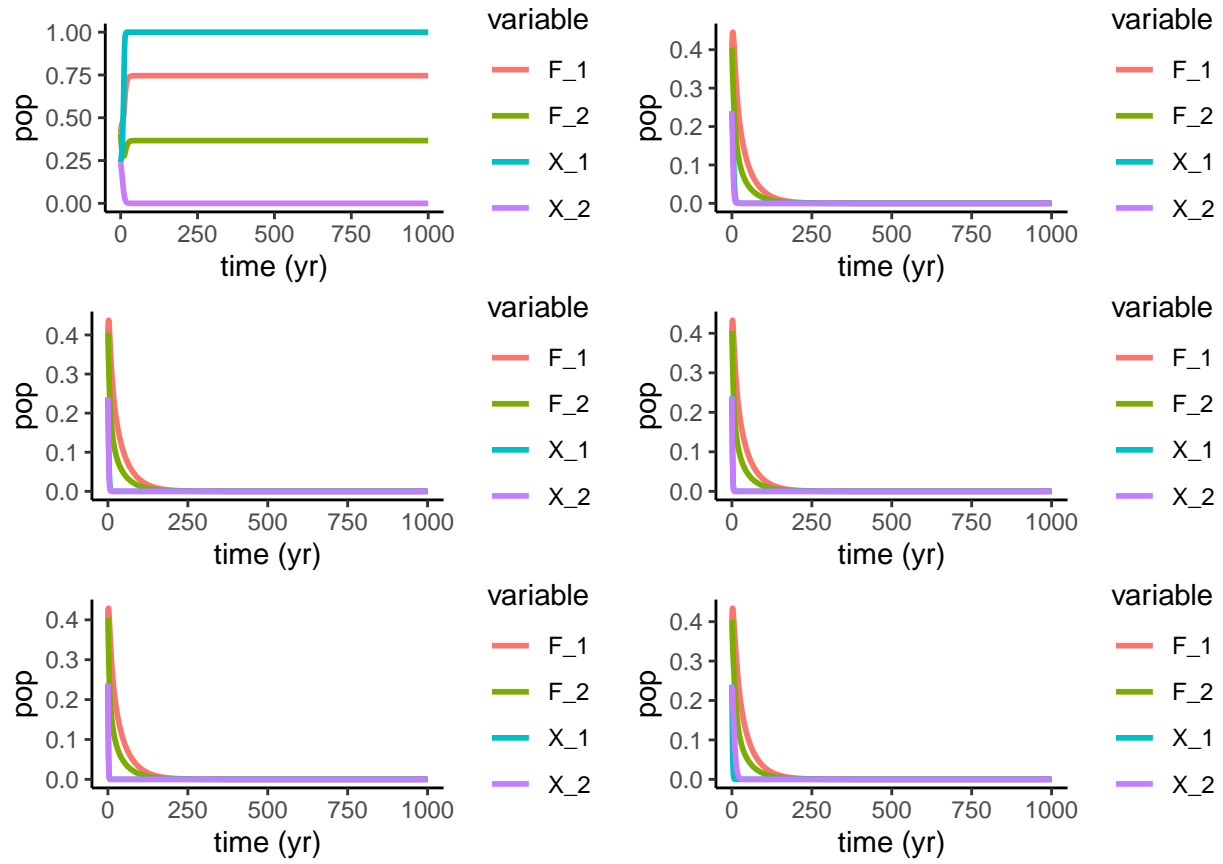 variable
1.00
0.75
0.50
0.25
0.00
pop
0 250 500 750 1000
time (yr)
F_1
F_2
X_1
X_2
variable
0.4
0.3
0.2
0.1
0.0
pop
0 250 500 750 1000
time (yr)
F_1
F_2
X_1
X_2
variable
0.4
0.3
0.2
0.1
0.0
pop
0 250 500 750 1000
time (yr)
F_1
F_2
X_1
X_2
variable
0.4
0.3
0.2
0.1
0.0
pop
0 250 500 750 1000
time (yr)
F_1
F_2
X_1
X_2
variable
0.4
0.3
0.2
0.1
0.0
pop
0 250 500 750 1000
time (yr)
F_1
F_2
X_1
X_2
variable
0.4
0.3
0.2
0.1
0.0
pop
0 250 500 750 1000
time (yr)
F_1
F_2
X_1
X_2